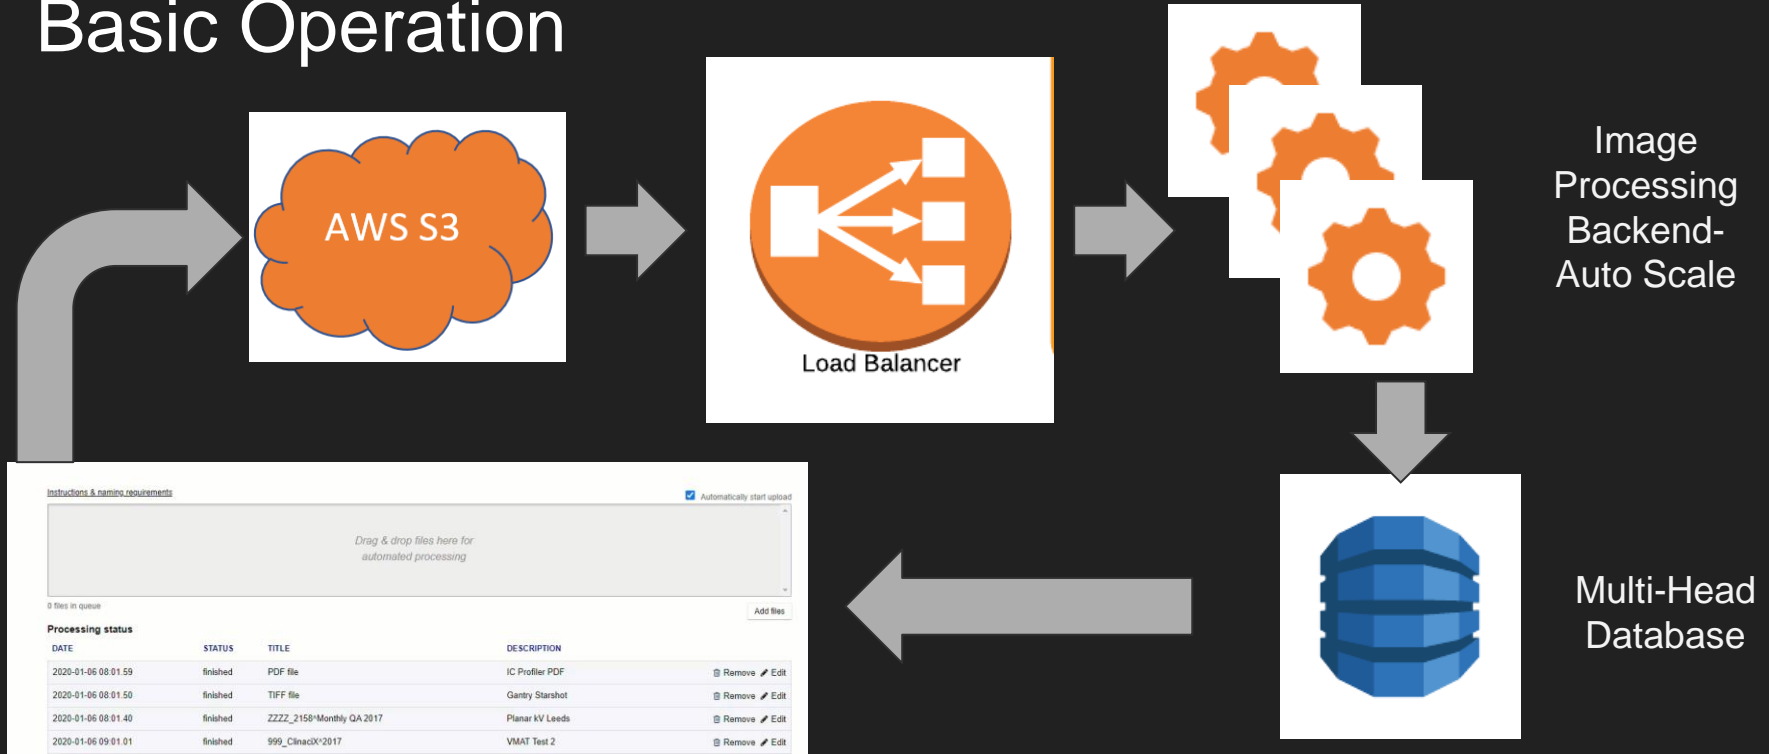 Basic Operation
AWS S3
Load Balancer
Image
Processing
Backend-
Auto Scale
Multi-Head
Database
Instructions & naming requirements
Automatically start upload
Drag & drop files here for
automated processing
0 files in queue
Add files
Processing status
DATE STATUS TITLE DESCRIPTION
2020-01-06 08:01.59 finished PDF file IC Profiler PDF Remove Edit
2020-01-06 08:01.50 finished TIFF file Gantry Starshot Remove Edit
2020-01-06 08:01.40 finished ZZZZ_2158^Monthly QA 2017 Planar kV Leeds Remove Edit
2020-01-06 09:01.01 finished 999_ClinaciX^2017 VMAT Test 2 Remove Edit